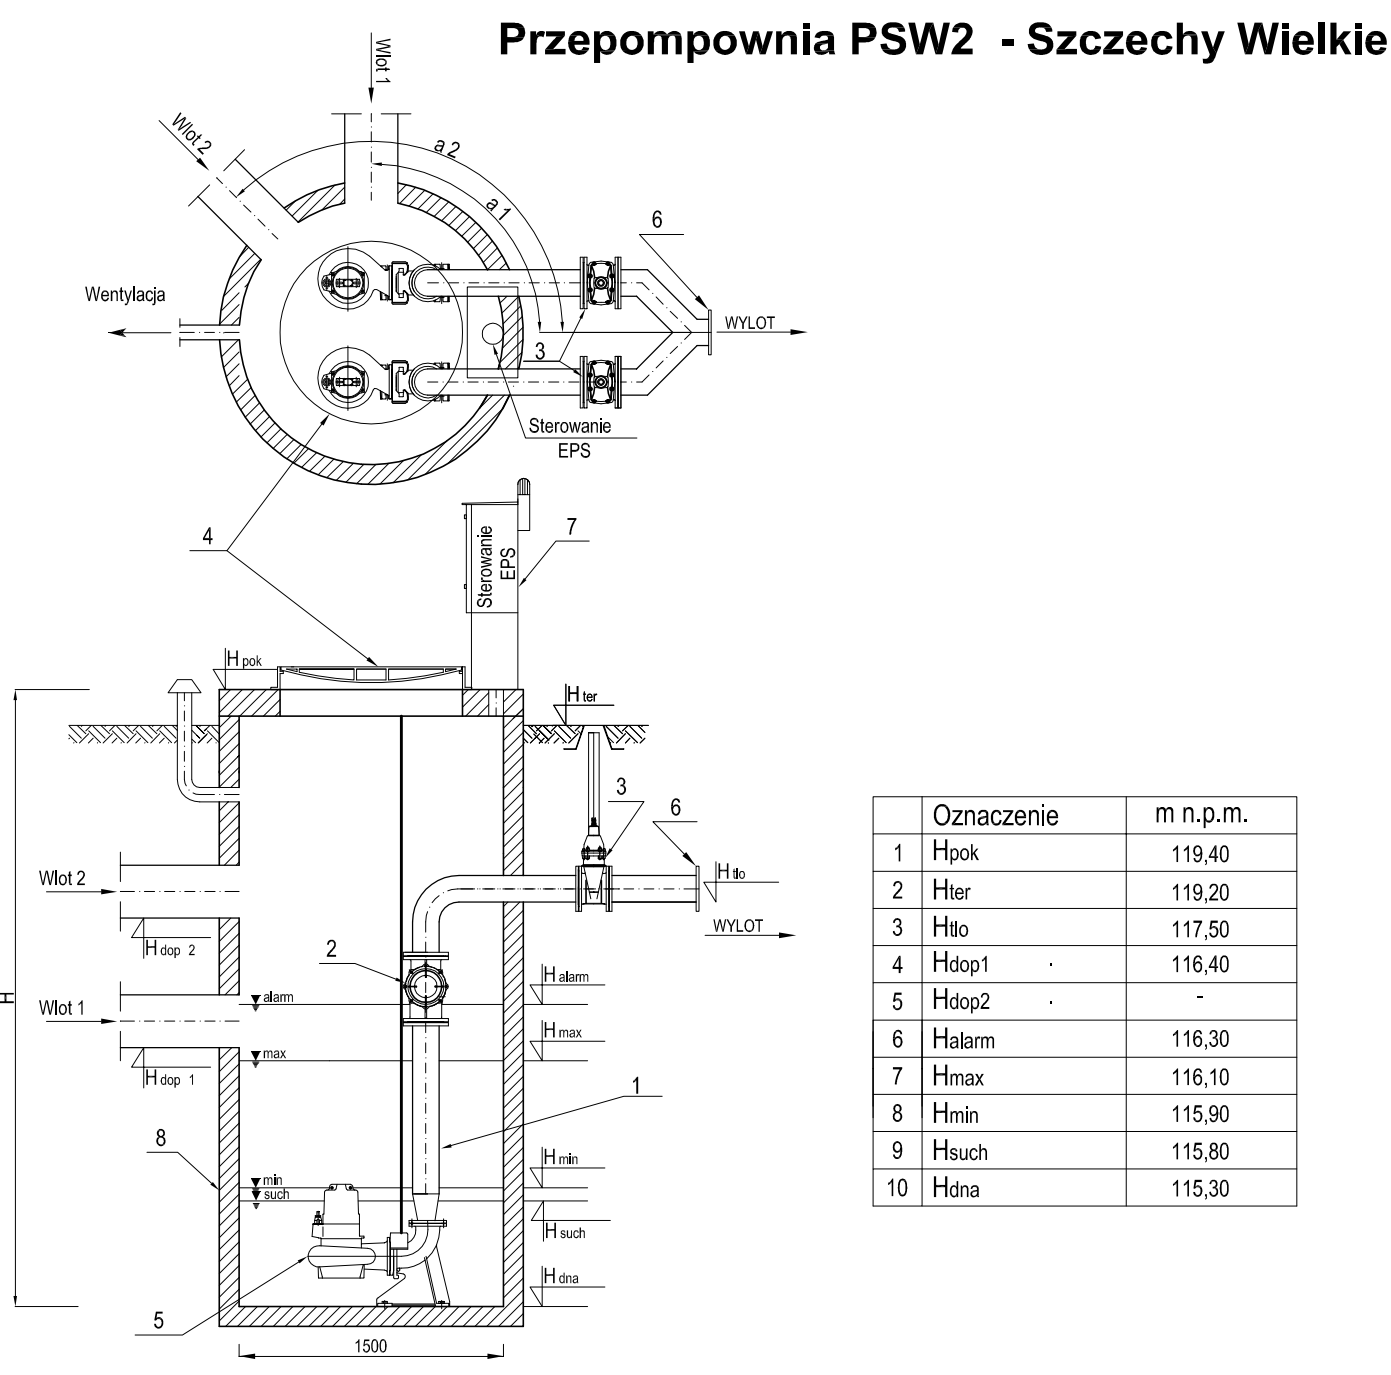 Przepompownia PSW2 - Szczechy Wielkie
Wlot 1
Wlot 2
a 2
a 1
6
Wentylacja
WYLOT
3
Sterowanie
EPS
4
Sterowanie
EPS
7
H pok
H ter
3
6
Wlot 2
H tlo
WYLOT
H dop 2
2
H alarm
alarm
H
Wlot 1
H max
max
H dop 1
1
8
H min
min
such
H such
H dna
5
1500
Oznaczenie m n.p.m.
1 Hpok 119,40
2 Hter 119,20
3 Htlo 117,50
4 Hdop1 . 116,40
5 Hdop2 . -
6 Halarm 116,30
7 Hmax 116,10
8 Hmin 115,90
9 Hsuch 115,80
10 Hdna 115,30